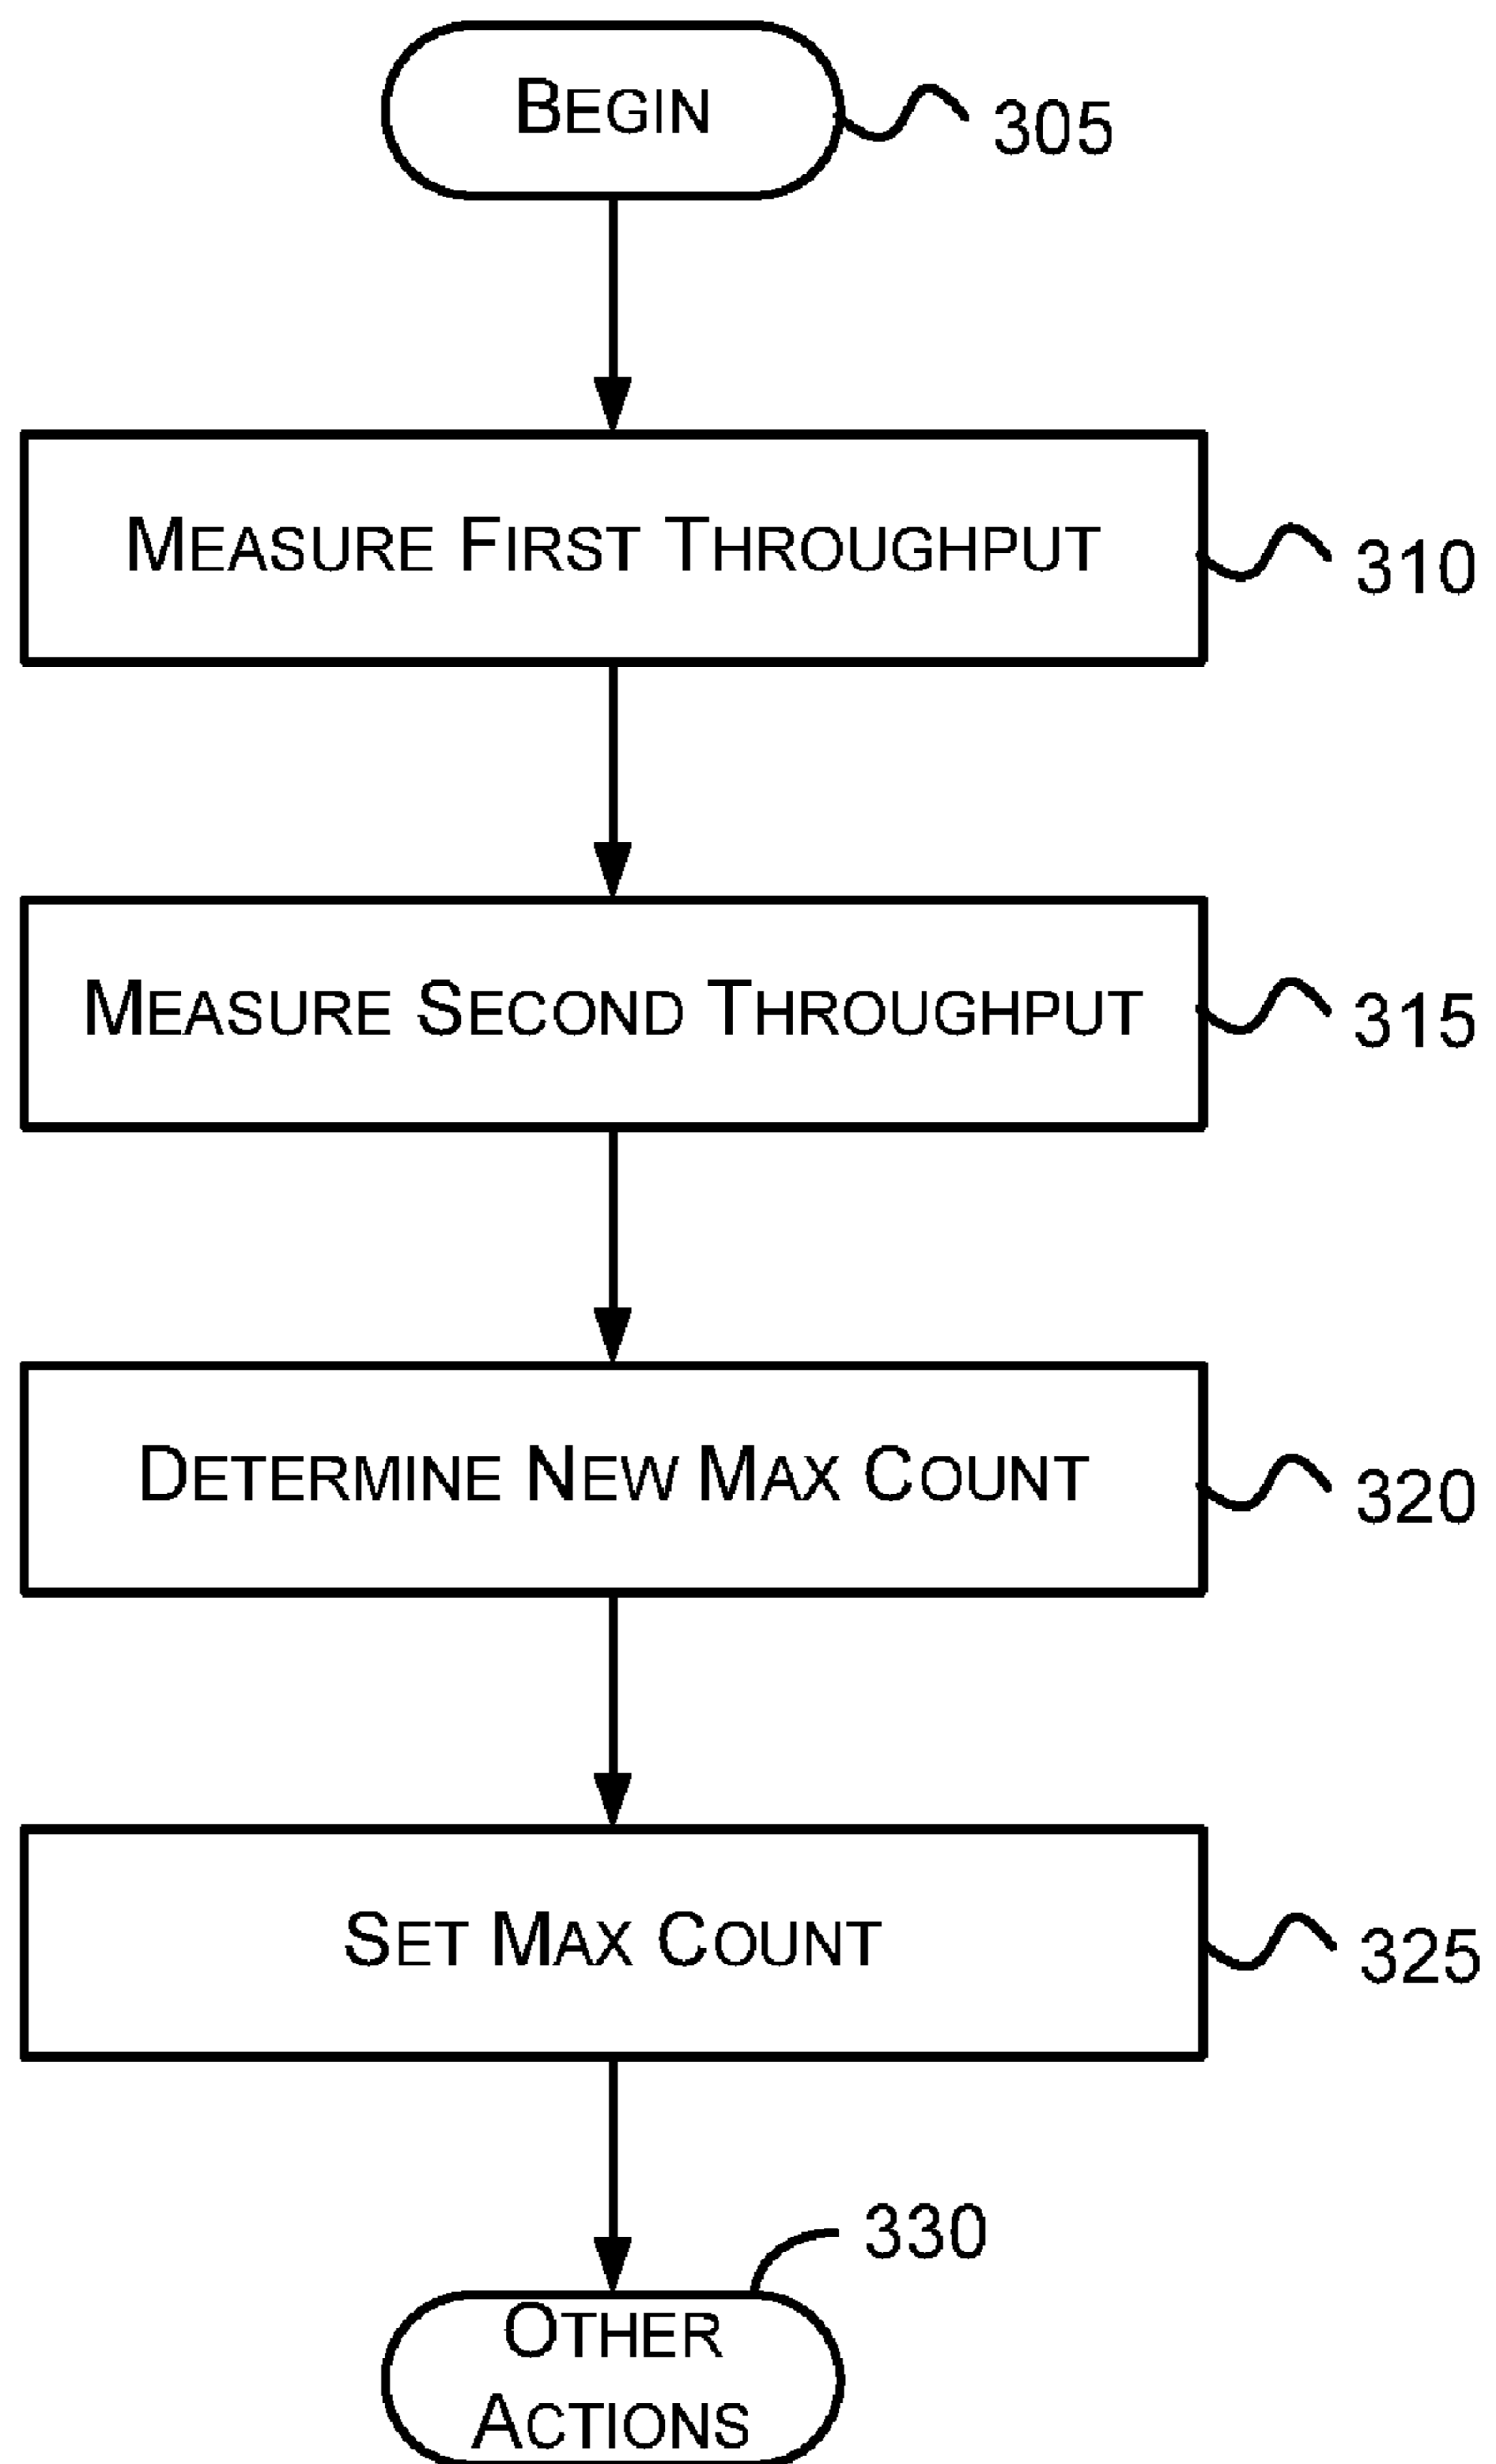 BEGIN
305
MEASURE FIRST THROUGHPUT
310
MEASURE SECOND THROUGHPUT
315
DETERMINE NEW MAX COUNT
320
SET MAX COUNT
325
330
OTHER
ACTIONS